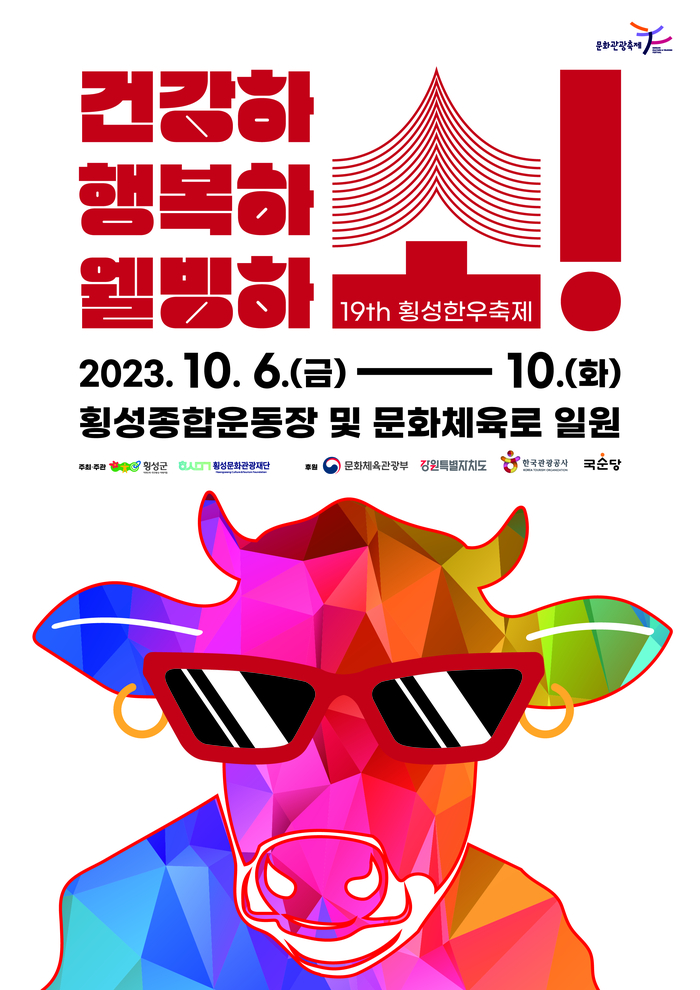 문화관광축제
건강하
행복하
웰빙하
소!
19th 횡성한우축제
2023. 10. 6.(금) — 10.(화)
횡성종합운동장 및 문화체육로 일원
주최·주관 횡성군 횡성문화관광재단 후원 문화체육관광부 강원특별자치도 한국관광공사 국순당
KOREA TOURISM ORGANIZATION